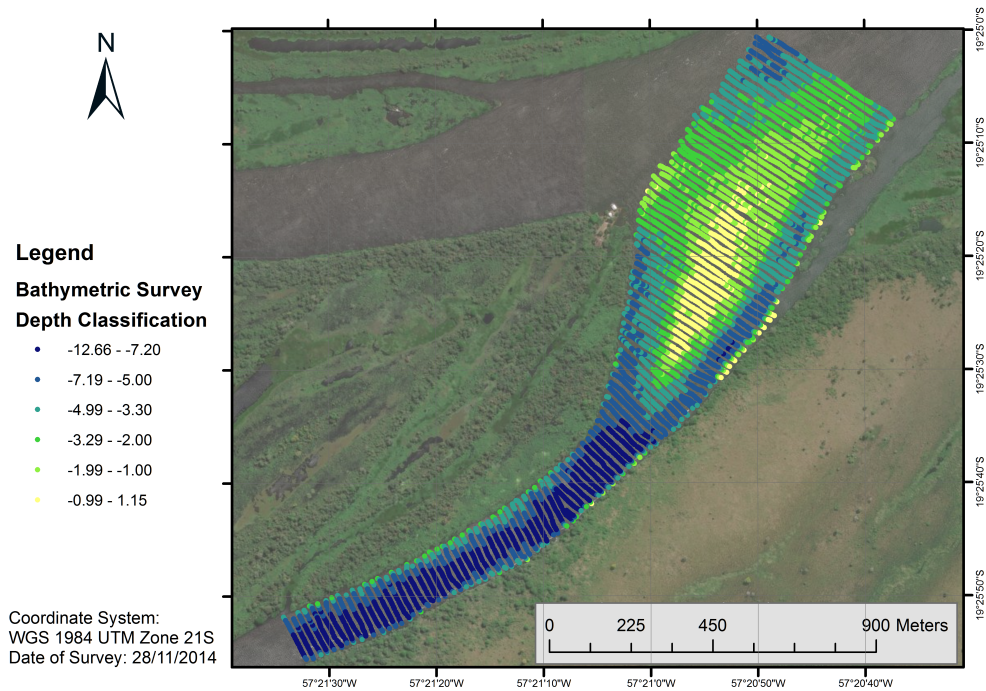 N
Legend
Bathymetric Survey
Depth Classification
-12.66 - -7.20
-7.19 - -5.00
-4.99 - -3.30
-3.29 - -2.00
-1.99 - -1.00
-0.99 - 1.15
Coordinate System:
WGS 1984 UTM Zone 21S
Date of Survey: 28/11/2014
0 225 450 900 Meters
57°21'30"W 57°21'20"W 57°21'10"W 57°21'0"W 57°20'50"W 57°20'40"W
19°25'0"S
19°25'10"S
19°25'20"S
19°25'30"S
19°25'40"S
19°25'50"S